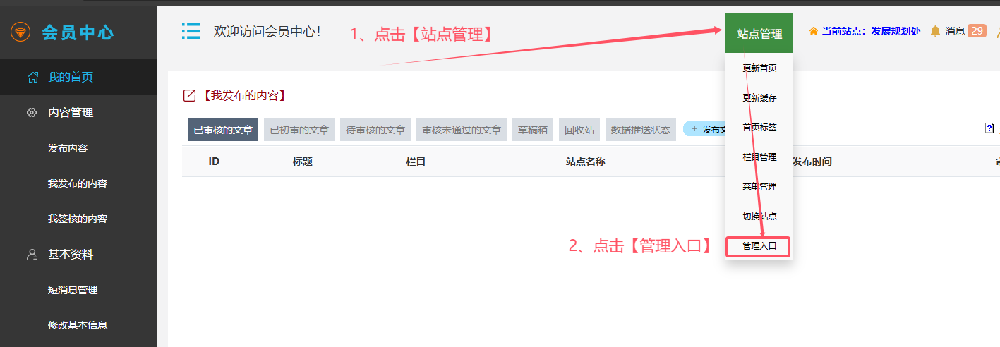 会员中心
欢迎访问会员中心!
1、点击【站点管理】
站点管理
当前站点：发展规划处
消息 29
我的首页
内容管理
发布内容
我发布的内容
我签核的内容
基本资料
短消息管理
修改基本信息
更新首页
更新缓存
首页标签
栏目管理
菜单管理
切换站点
管理入口
【我发布的内容】
已审核的文章 已初审的文章 待审核的文章 审核未通过的文章 草稿箱 回收站 数据推送状态 + 发布文
?
ID 标题 栏目 站点名称 发布时间
2、点击【管理入口】